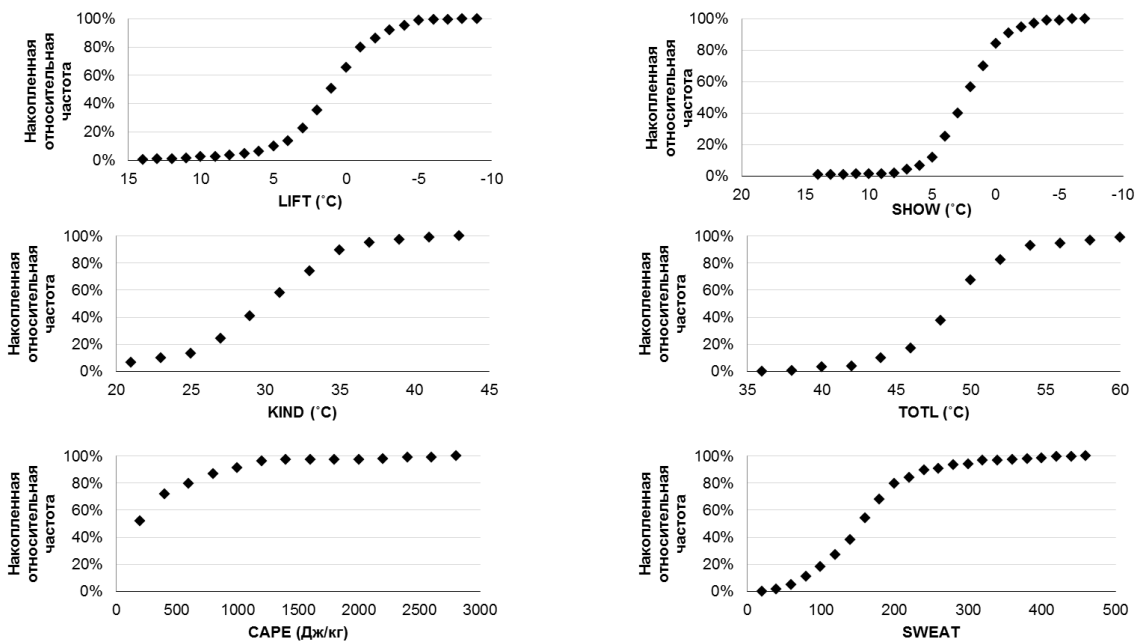 Накопленная
относительная
частота
100%
80%
60%
40%
20%
0%
15 10 5 0 -5 -10
LIFT (˚C)
Накопленная
относительная
частота
100%
80%
60%
40%
20%
0%
20 15 10 5 0 -5 -10
SHOW (˚C)
Накопленная
относительная
частота
100%
80%
60%
40%
20%
0%
20 25 30 35 40 45
KIND (˚C)
Накопленная
относительная
частота
100%
80%
60%
40%
20%
0%
35 40 45 50 55 60
TOTL (˚C)
Накопленная
относительная
частота
100%
80%
60%
40%
20%
0%
0 500 1000 1500 2000 2500 3000
CAPE (Дж/кг)
Накопленная
относительная
частота
100%
80%
60%
40%
20%
0%
0 100 200 300 400 500
SWEAT